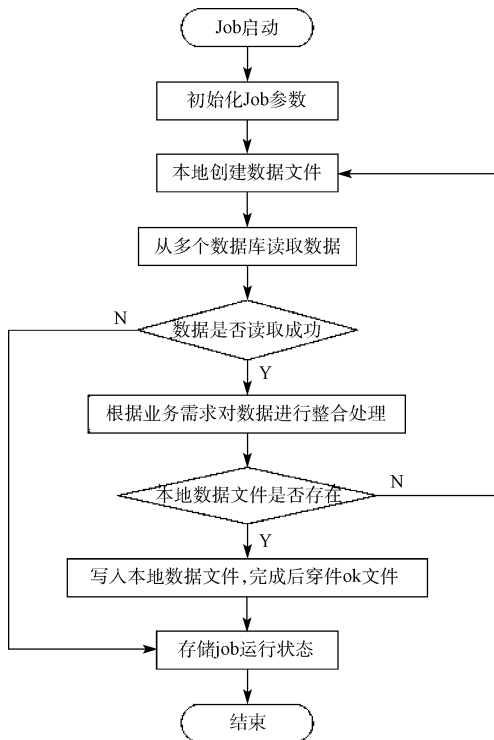 Job启动
初始化Job参数
本地创建数据文件
从多个数据库读取数据
数据是否读取成功
N
Y
根据业务需求对数据进行整合处理
本地数据文件是否存在
N
Y
写入本地数据文件,完成后穿件ok文件
存储job运行状态
结束